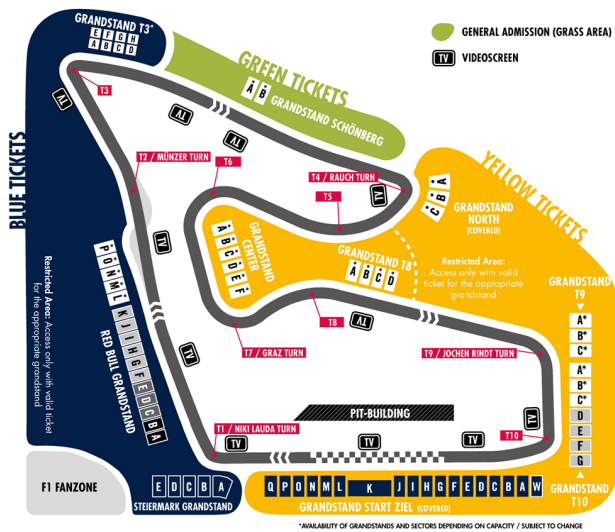 GRANDSTAND T3*
E F G H
A B C D
GENERAL ADMISSION (GRASS AREA)
TV VIDEOSCREEN
GREEN TICKETS
A B GRANDSTAND SCHÖNBERG
T3
TV
TV
TV
BLUE TICKETS
T2 / MÜNZER TURN
T6
T4 / RAUCH TURN
TV
T5
YELLOW TICKETS
C B A
GRANDSTAND
NORTH
(COVERED)
TV
A B C D E F
GRANDSTAND
CENTER
GRANDSTAND T8
A B C D
Restricted Area:
Access only with valid
ticket for the appropriate
grandstand
Restricted Area: Access
only with valid ticket
for the appropriate
grandstand
P O N M L K J I H G F E D C B A
RED BULL GRANDSTAND
GRANDSTAND
T9
A*
B*
C*
A*
B*
C*
D
E
F
G
GRANDSTAND
T10
T8
TV
T7 / GRAZ TURN
T9 / JOCHEN RINDT TURN
TV
PIT-BUILDING
T1 / NIKI LAUDA TURN
TV
T10
TV
TV
TV
F1 FANZONE
E D C B A
STEIERMARK GRANDSTAND
Q P O N M L K J I H G F E D C B A W
GRANDSTAND START ZIEL (COVERED)
*AVAILABILITY OF GRANDSTANDS AND SECTORS DEPENDING ON CAPACITY / SUBJECT TO CHANGE